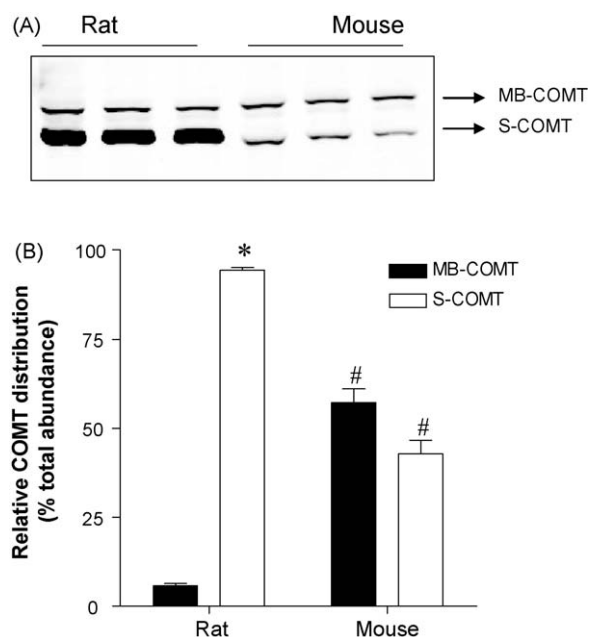 (A)
Rat Mouse
MB-COMT
S-COMT
(B)
Relative COMT distribution
(% total abundance)
100
75
50
25
0
*
#
#
MB-COMT
S-COMT
Rat Mouse